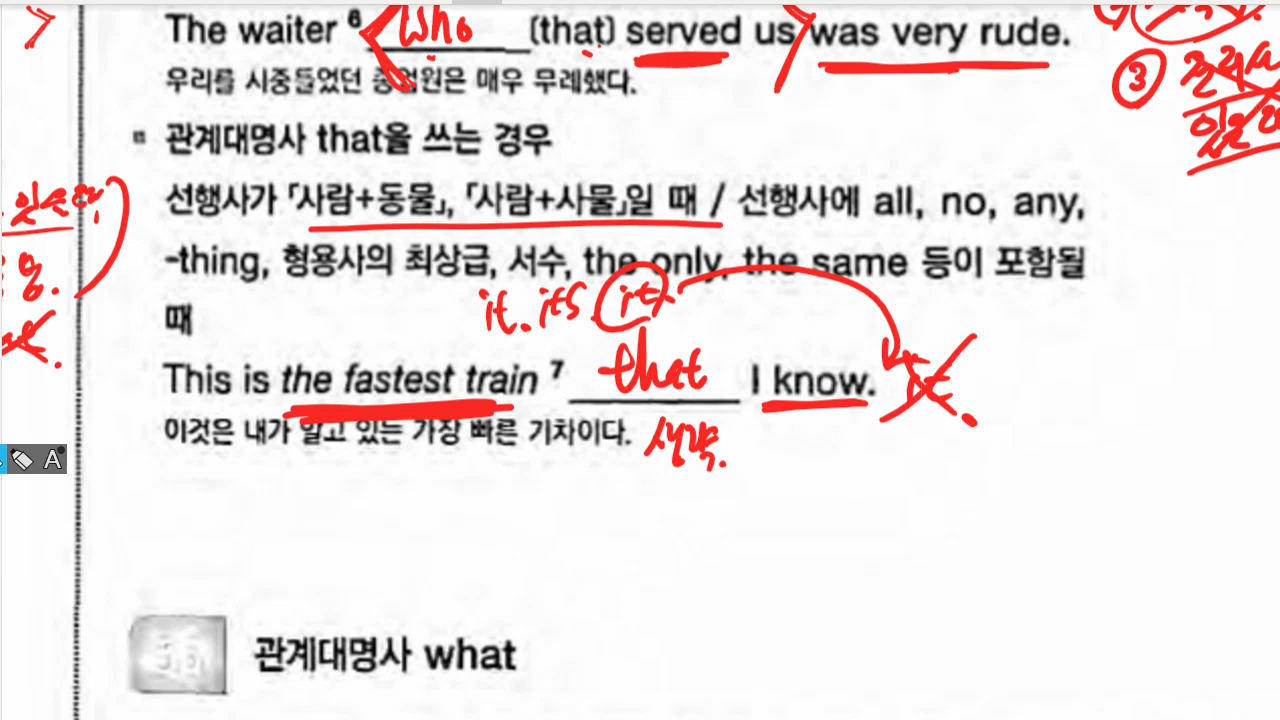 The waiter 6 who (that) served us was very rude.
우리를 시중들었던 종업원은 매우 무례했다.
관계대명사 that을 쓰는 경우
선행사가 「사람+동물」, 「사람+사물」일 때 / 선행사에 all, no, any,
-thing, 형용사의 최상급, 서수, the only, the same 등이 포함될
때
it. its. it
This is the fastest train 7 that I know. it.
이것은 내가 알고 있는 가장 빠른 기차이다.
생략.
관계대명사 what
③
A